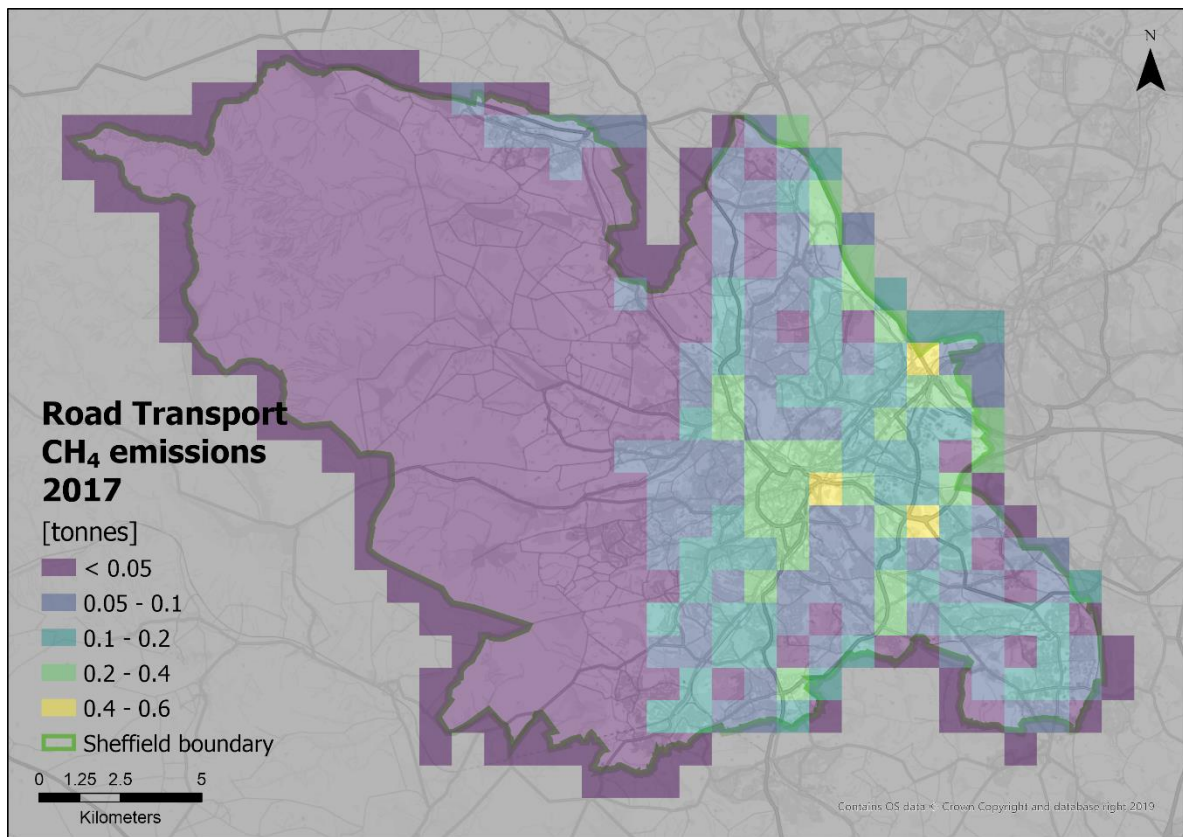 N
Road Transport
CH₄ emissions
2017
[tonnes]
< 0.05
0.05 - 0.1
0.1 - 0.2
0.2 - 0.4
0.4 - 0.6
Sheffield boundary
0 1.25 2.5 5
Kilometers
Contains OS data © Crown Copyright and database right 2019